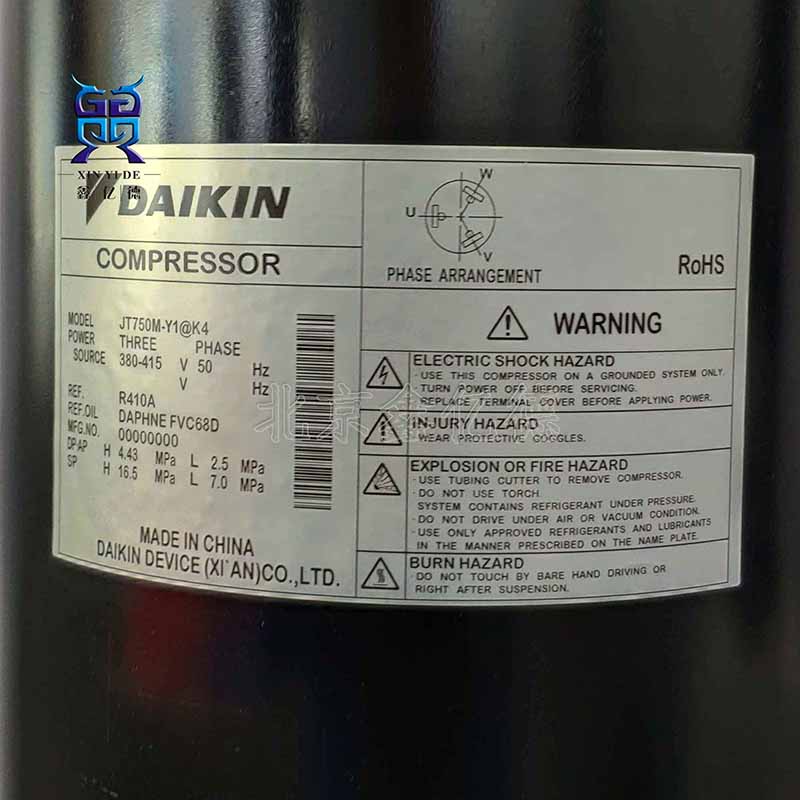 XIN YI DE
鑫亿德
DAIKIN
COMPRESSOR
MODEL JT750M-Y1@K4
POWER THREE PHASE
SOURCE 380-415 V 50 Hz
V Hz
REF. R410A
REF.OIL DAPHNE FVC68D
MFG.NO. 00000000
DP-AP H 4.43 MPa L 2.5 MPa
SP H 16.5 MPa L 7.0 MPa
MADE IN CHINA
DAIKIN DEVICE (XI'AN)CO.,LTD.
W
U
V
PHASE ARRANGEMENT
RoHS
WARNING
ELECTRIC SHOCK HAZARD
· USE THIS COMPRESSOR ON A GROUNDED SYSTEM ONLY.
TURN POWER OFF BEFORE SERVICING.
REPLACE TERMINAL COVER BEFORE APPLYING POWER.
INJURY HAZARD
· WEAR PROTECTIVE GOGGLES.
EXPLOSION OR FIRE HAZARD
· USE TUBING CUTTER TO REMOVE COMPRESSOR.
· DO NOT USE TORCH.
SYSTEM CONTAINS REFRIGERANT UNDER PRESSURE.
· DO NOT DRIVE UNDER AIR OR VACUUM CONDITION.
· USE ONLY APPROVED REFRIGERANTS AND LUBRICANTS
IN THE MANNER PRESCRIBED ON THE NAME PLATE.
BURN HAZARD
· DO NOT TOUCH BY BARE HAND DRIVING OR
RIGHT AFTER SUSPENSION.
北京鑫亿德